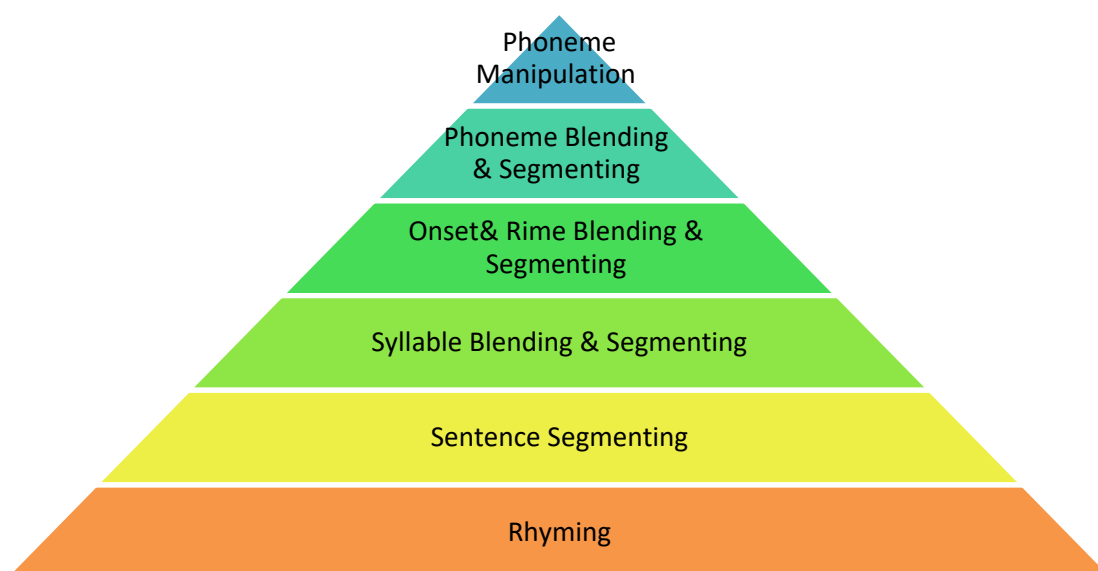 Phoneme
Manipulation
Phoneme Blending
& Segmenting
Onset& Rime Blending &
Segmenting
Syllable Blending & Segmenting
Sentence Segmenting
Rhyming